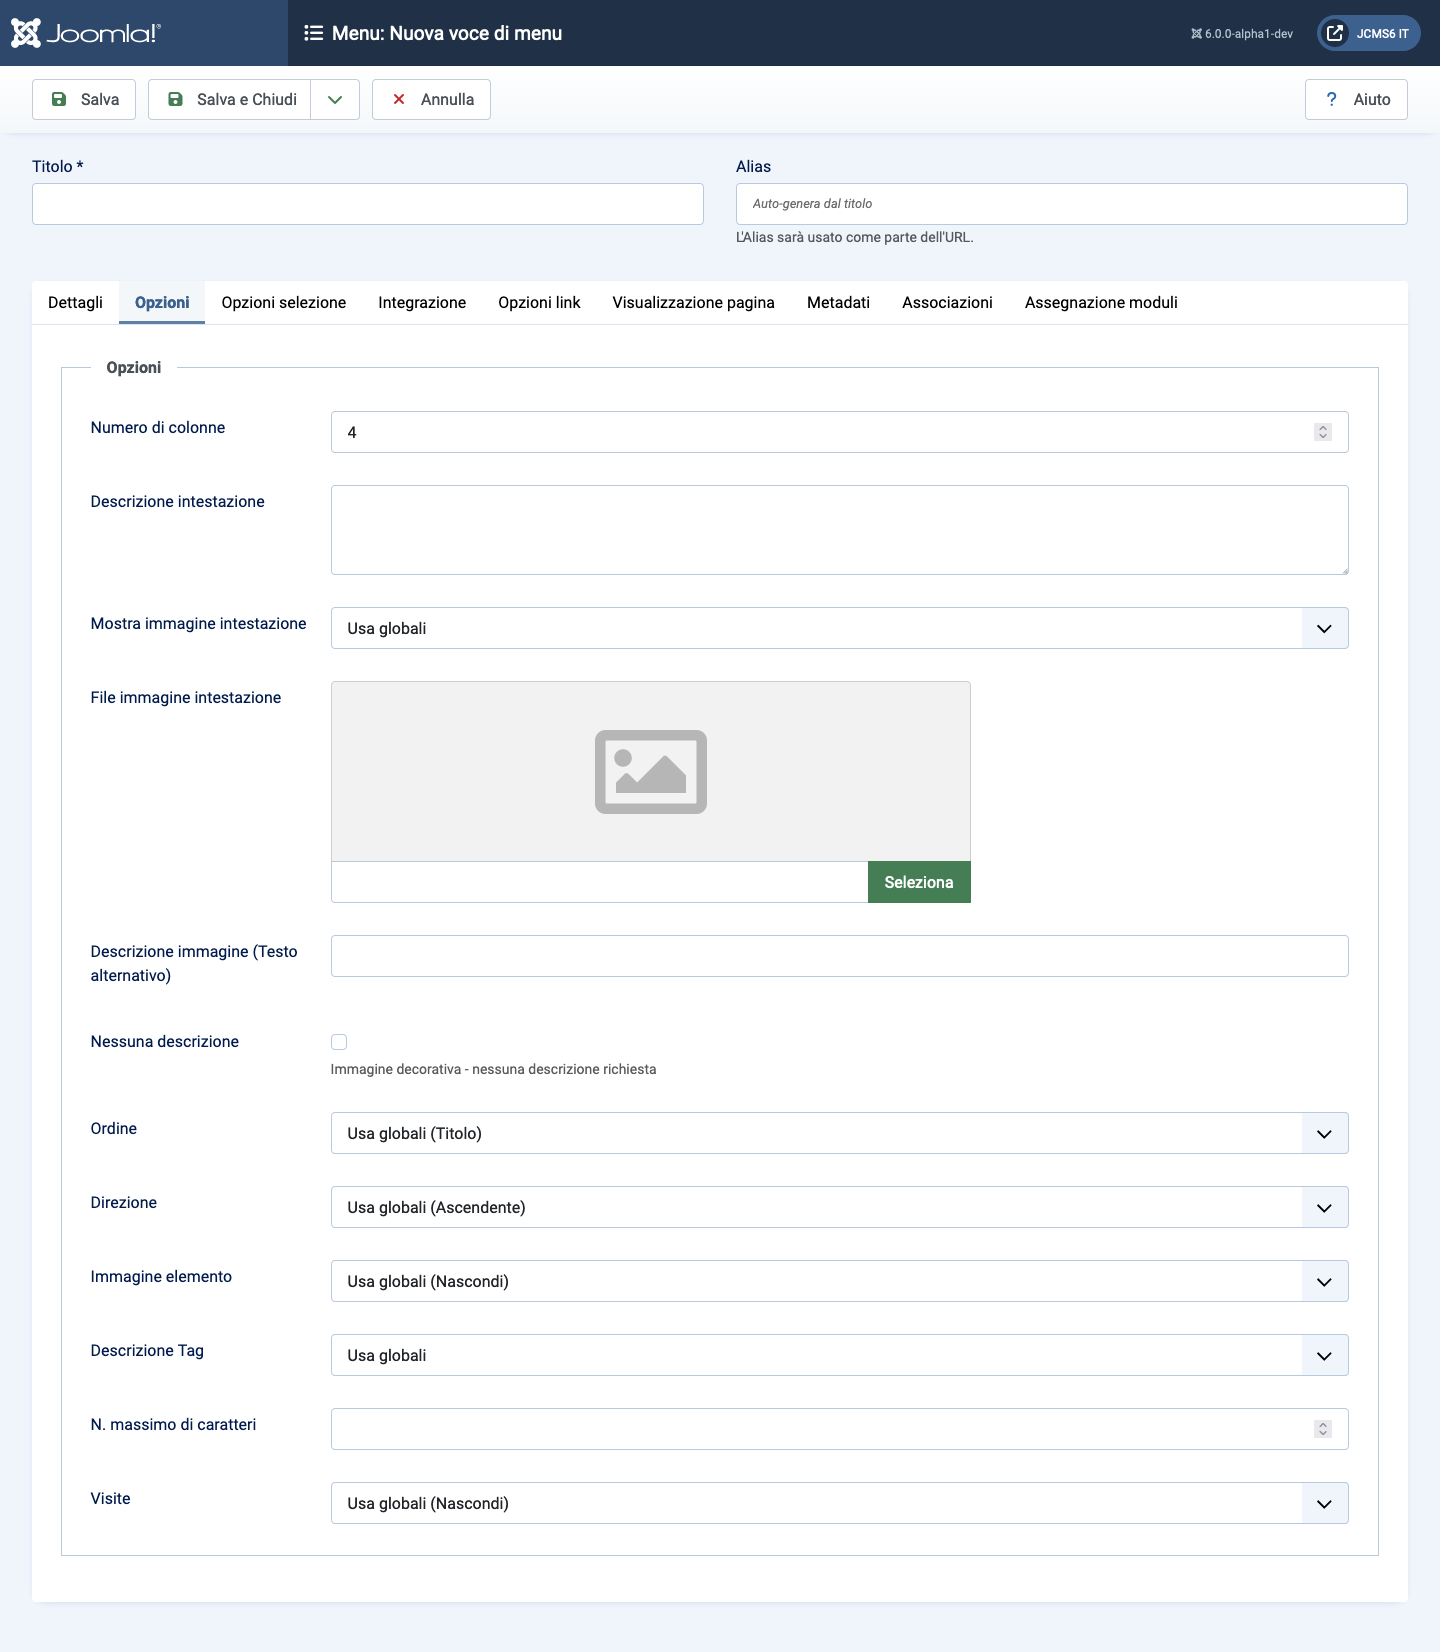 Joomla!®
Menu: Nuova voce di menu
6.0.0-alpha1-dev
JCMS6 IT
Salva
Salva e Chiudi
Annulla
? Aiuto
Titolo *
Alias
Auto-genera dal titolo
L'Alias sarà usato come parte dell'URL.
Dettagli Opzioni Opzioni selezione Integrazione Opzioni link Visualizzazione pagina Metadati Associazioni Assegnazione moduli
Opzioni
Numero di colonne
4
Descrizione intestazione
Mostra immagine intestazione
Usa globali
File immagine intestazione
Seleziona
Descrizione immagine (Testo
alternativo)
Nessuna descrizione
Immagine decorativa - nessuna descrizione richiesta
Ordine
Usa globali (Titolo)
Direzione
Usa globali (Ascendente)
Immagine elemento
Usa globali (Nascondi)
Descrizione Tag
Usa globali
N. massimo di caratteri
Visite
Usa globali (Nascondi)